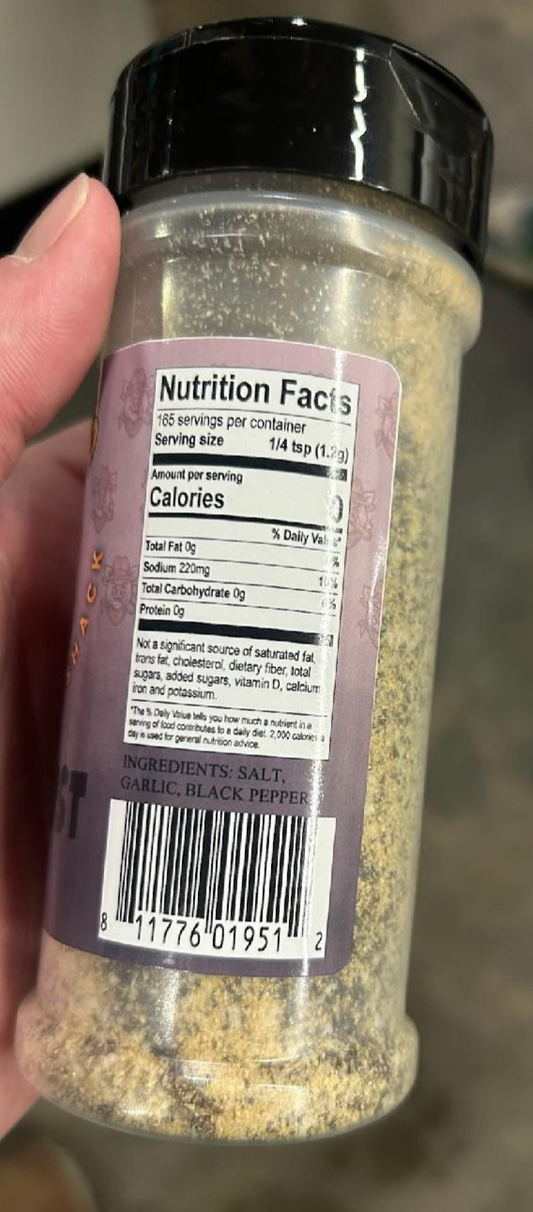 Nutrition Facts
165 servings per container
Serving size 1/4 tsp (1.2g)
Amount per serving
Calories 0
% Daily Value*
Total Fat 0g
Sodium 220mg
Total Carbohydrate 0g
Protein 0g
Not a significant source of saturated fat,
trans fat, cholesterol, dietary fiber, total
sugars, added sugars, vitamin D, calcium
iron and potassium.
*The % Daily Value tells you how much a nutrient in a
serving of food contributes to a daily diet. 2,000 calories a
day is used for general nutrition advice.
INGREDIENTS: SALT,
GARLIC, BLACK PEPPER
8 11776 01951 2
HACK
ST